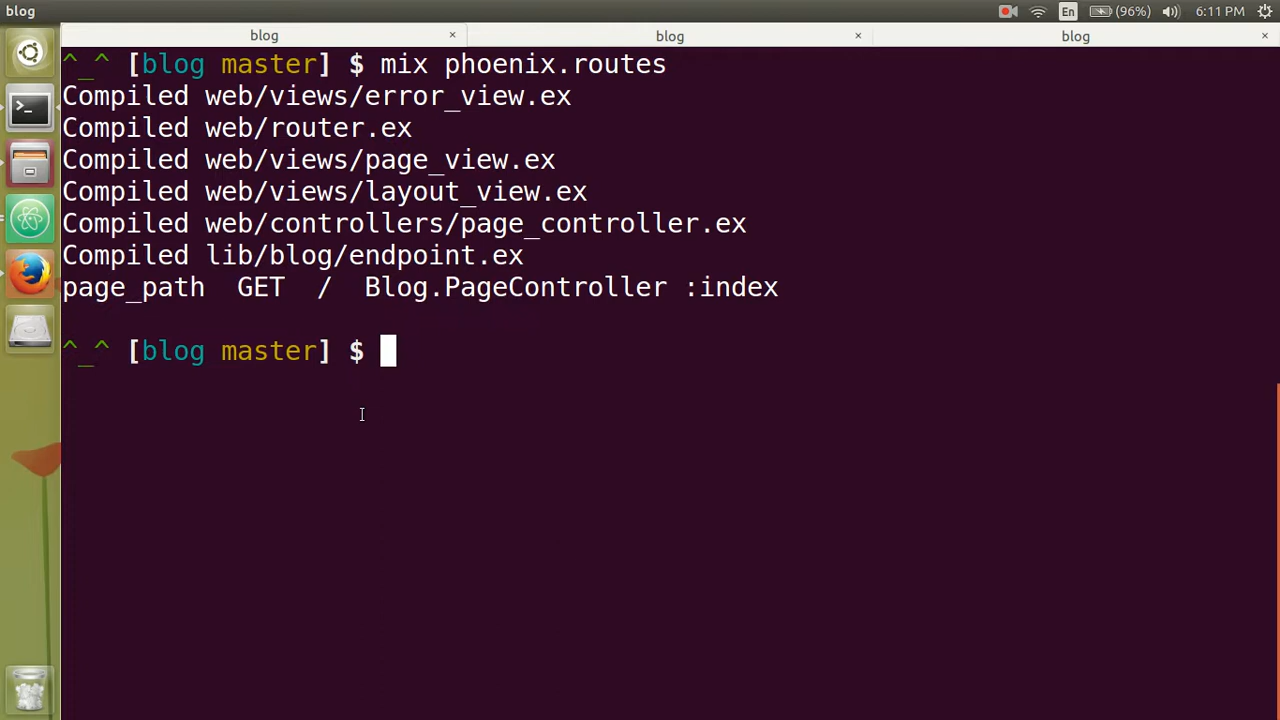 blog
En
(96%)
6:11 PM
blog × blog × blog ×
^_^ [blog master] $ mix phoenix.routes
Compiled web/views/error_view.ex
Compiled web/router.ex
Compiled web/views/page_view.ex
Compiled web/views/layout_view.ex
Compiled web/controllers/page_controller.ex
Compiled lib/blog/endpoint.ex
page_path  GET  /  Blog.PageController :index
^_^ [blog master] $